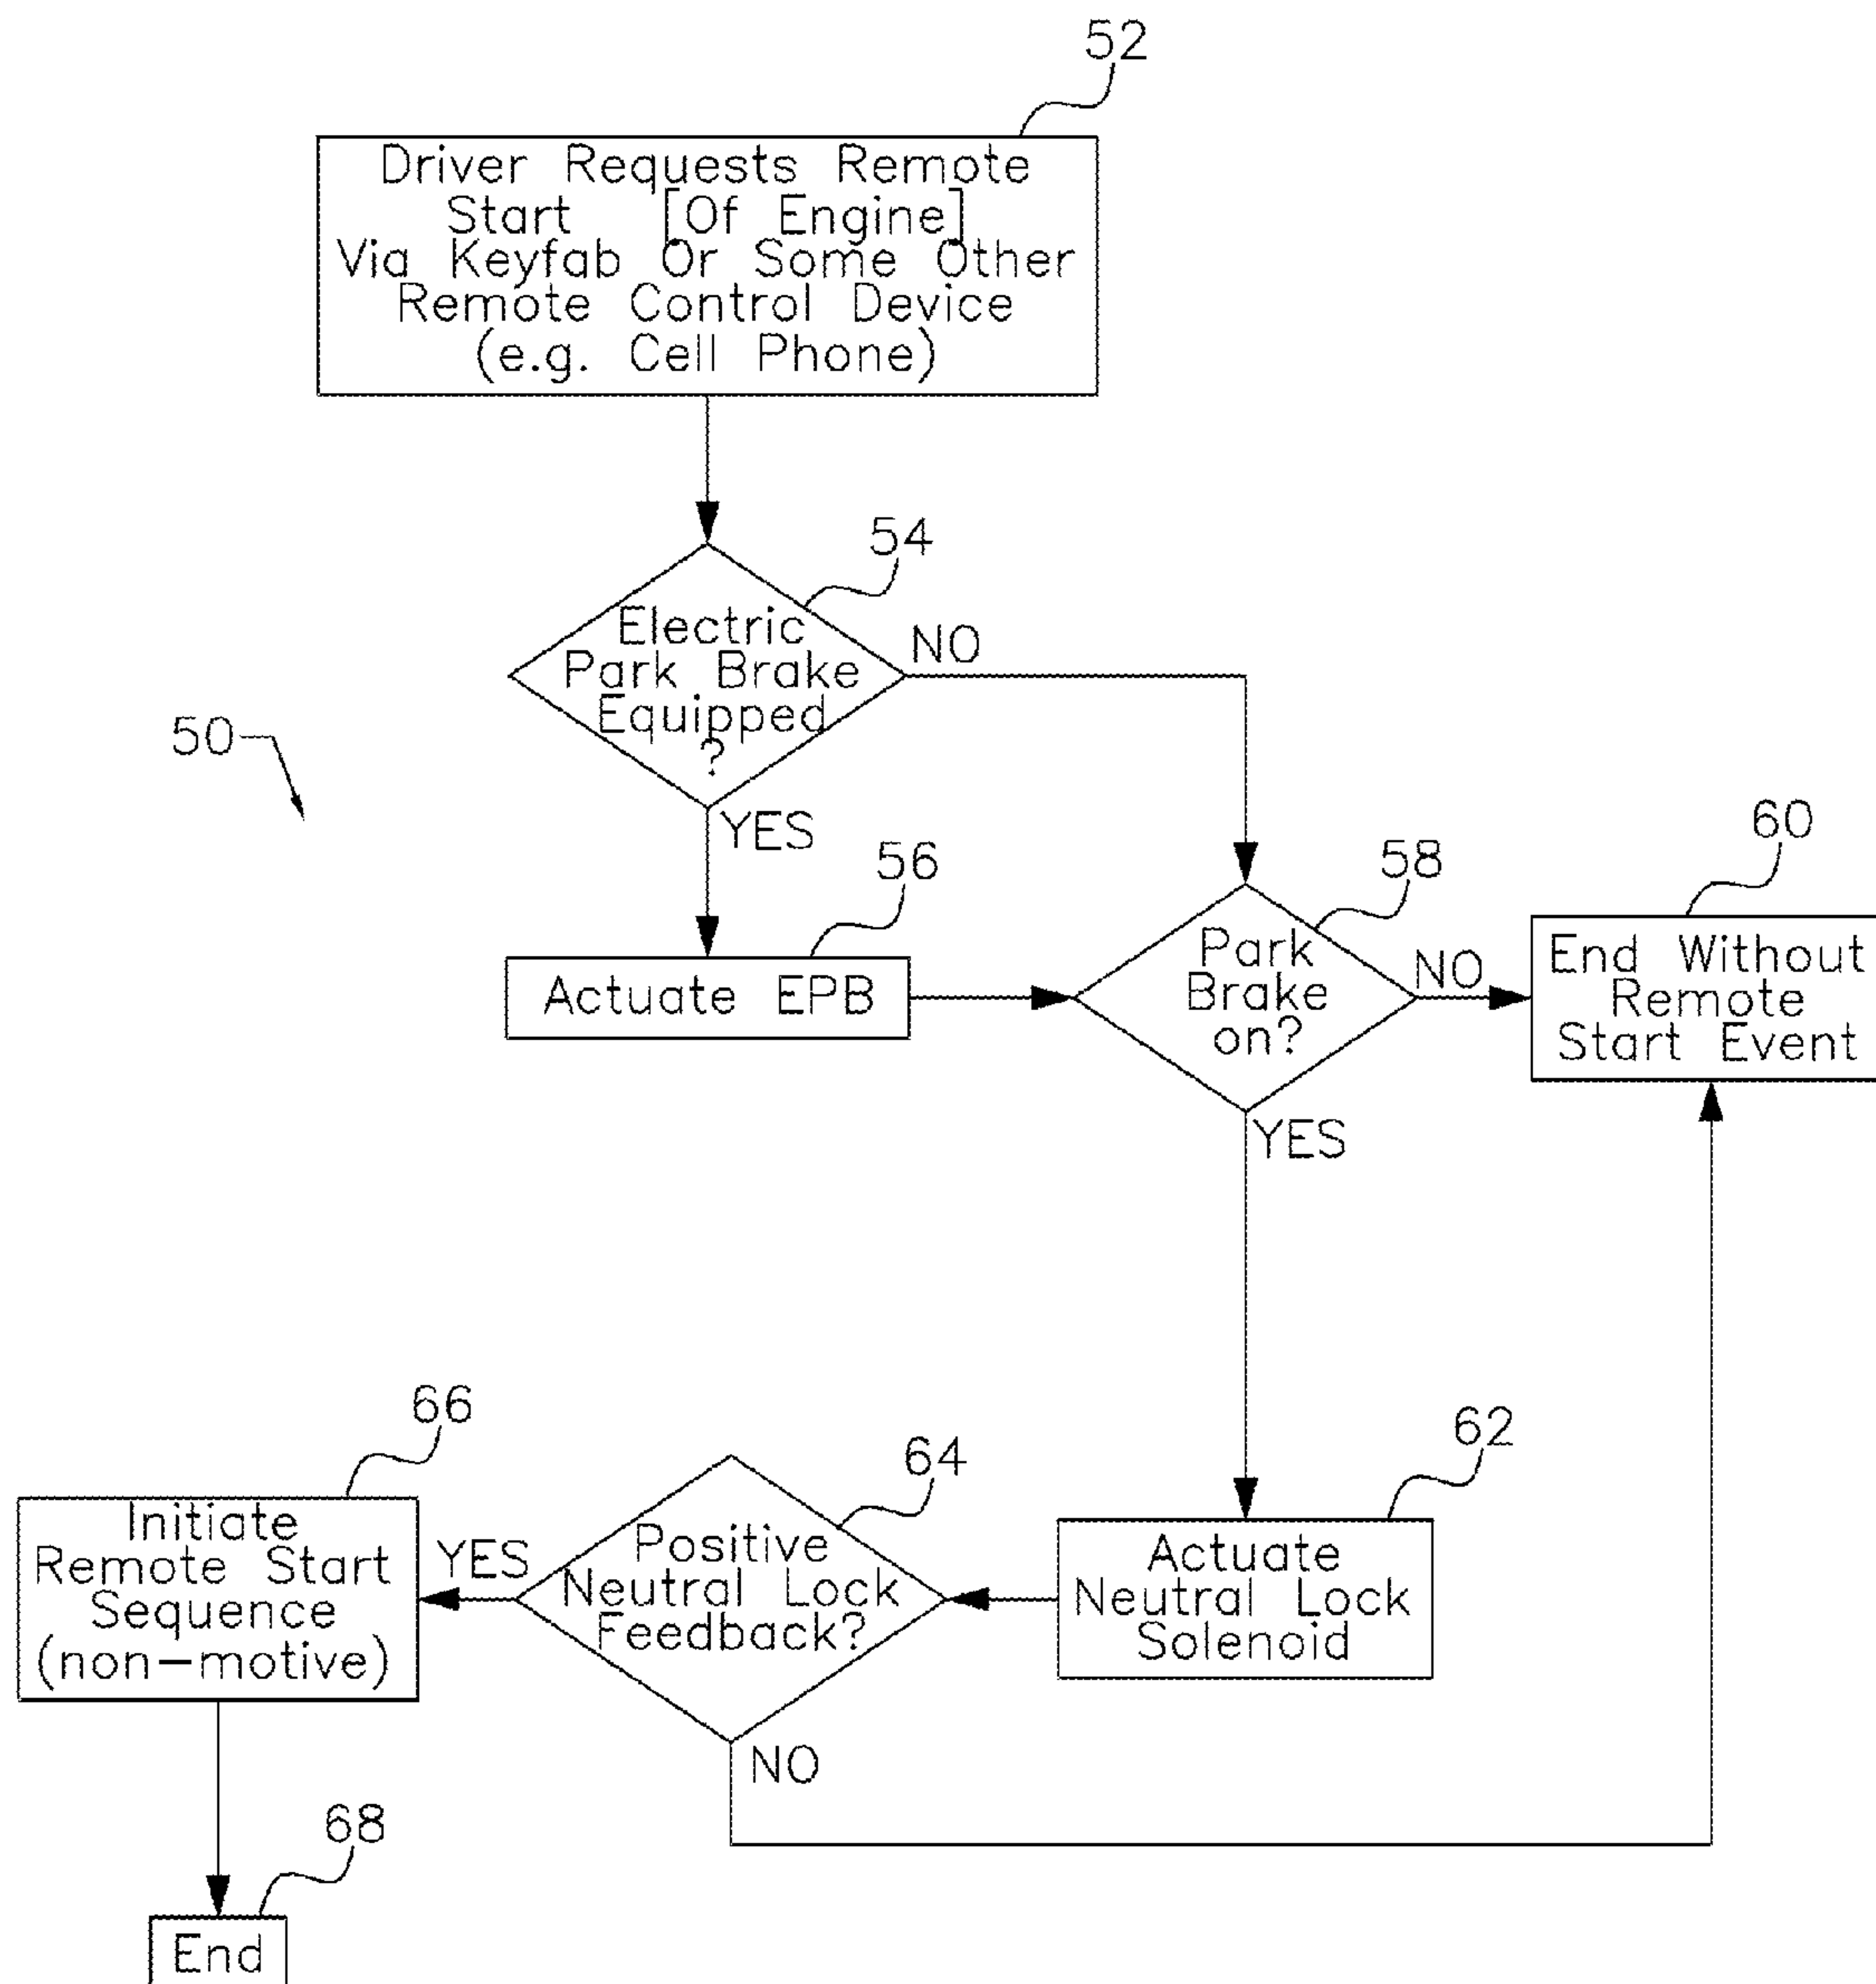 52
Driver Requests Remote
Start [Of Engine]
Via Keyfab Or Some Other
Remote Control Device
(e.g. Cell Phone)
54
Electric
Park Brake
Equipped
?
NO
YES
50
56
Actuate EPB
58
Park
Brake
on?
NO
YES
60
End Without
Remote
Start Event
62
Actuate
Neutral Lock
Solenoid
64
Positive
Neutral Lock
Feedback?
YES
NO
66
Initiate
Remote Start
Sequence
(non-motive)
68
End